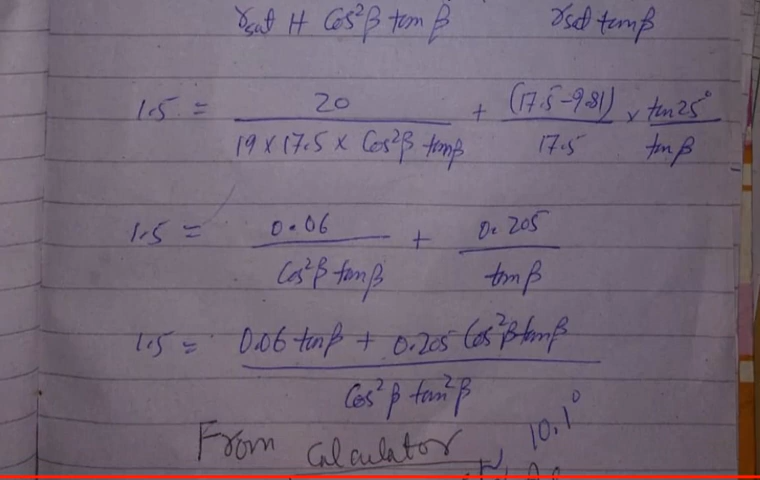 γsat H Cos²β tanβ    γsat tanβ
1.5 = 20 / (19 × 17.5 × Cos²β tanβ) + (17.5 - 9.81) / 17.5 × tan 25° / tanβ
1.5 = 0.06 / (Cos²β tanβ) + 0.205 / tanβ
1.5 = (0.06 tanβ + 0.205 Cos²β tanβ) / (Cos²β tan²β)
From Calculator 10.1°